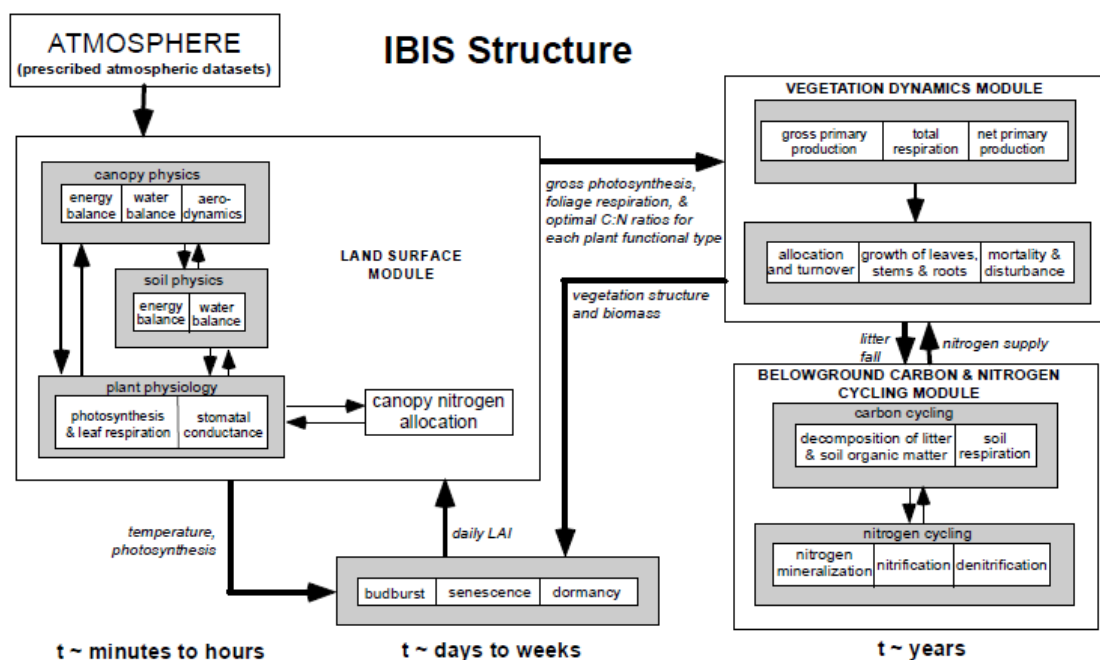 ATMOSPHERE
(prescribed atmospheric datasets)
IBIS Structure
LAND SURFACE
MODULE
canopy physics
energy
balance
water
balance
aero-
dynamics
soil physics
energy
balance
water
balance
plant physiology
photosynthesis
& leaf respiration
stomatal
conductance
canopy nitrogen
allocation
gross photosynthesis,
foliage respiration, &
optimal C:N ratios for
each plant functional type
vegetation structure
and biomass
VEGETATION DYNAMICS MODULE
gross primary
production
total
respiration
net primary
production
allocation
and turnover
growth of leaves,
stems & roots
mortality &
disturbance
litter
fall
nitrogen supply
BELOWGROUND CARBON & NITROGEN
CYCLING MODULE
carbon cycling
decomposition of litter
& soil organic matter
soil
respiration
nitrogen cycling
nitrogen
mineralization
nitrification
denitrification
temperature,
photosynthesis
daily LAI
budburst
senescence
dormancy
t ~ minutes to hours
t ~ days to weeks
t ~ years